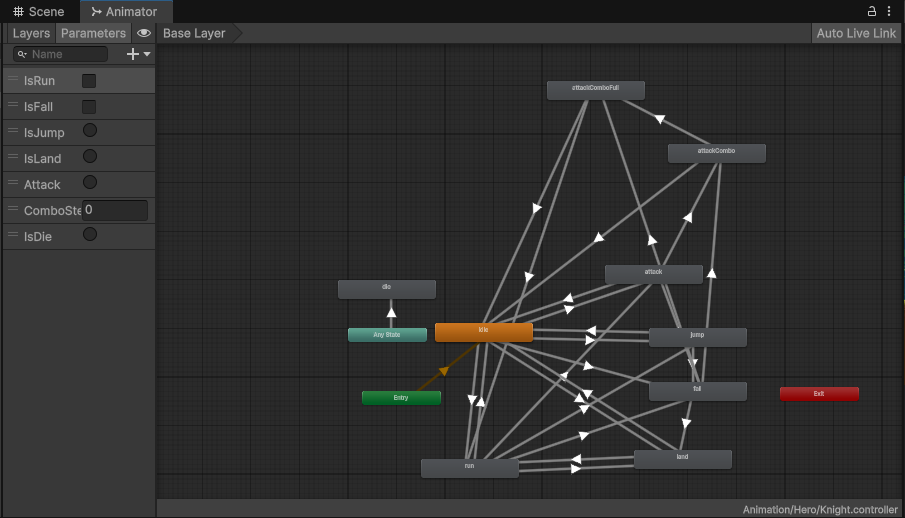 Scene
Animator
Layers
Parameters
Base Layer
Auto Live Link
Name
IsRun
IsFall
IsJump
IsLand
Attack
ComboSte
0
IsDie
attackComboFull
attackCombo
attack
die
Any State
Idle
jump
Entry
fall
Exit
run
land
Animation/Hero/Knight.controller